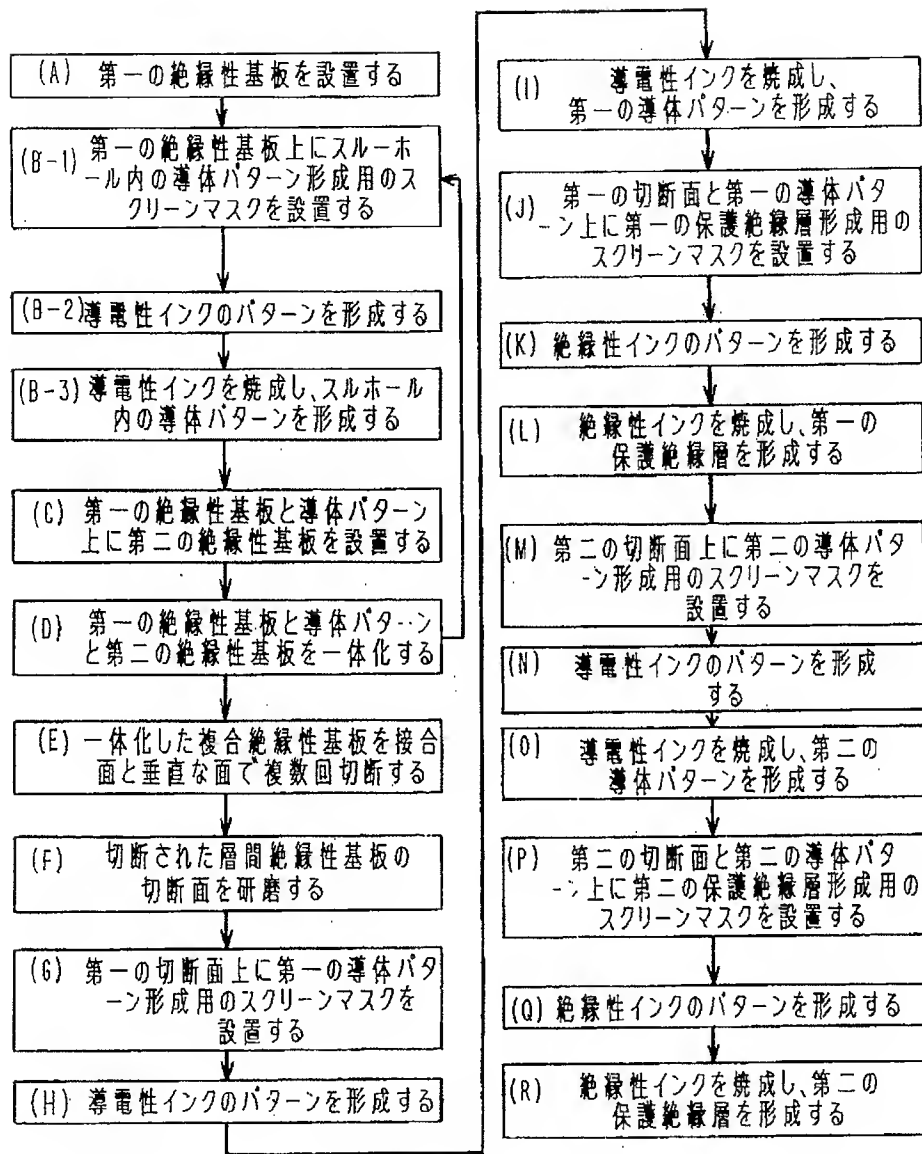 (A) 第一の絶縁性基板を設置する
(B-1) 第一の絶縁性基板上にスルーホ
ール内の導体パターン形成用のス
クリーンマスクを設置する
(B-2) 導電性インクのパターンを形成する
(B-3) 導電性インクを焼成し、スルホール
内の導体パターンを形成する
(C) 第一の絶縁性基板と導体パターン
上に第二の絶縁性基板を設置する
(D) 第一の絶縁性基板と導体パターン
と第二の絶縁性基板を一体化する
(E) 一体化した複合絶縁性基板を接合
面と垂直な面で複数回切断する
(F) 切断された層間絶縁性基板の
切断面を研磨する
(G) 第一の切断面上に第一の導体パタ
ーン形成用のスクリーンマスクを
設置する
(H) 導電性インクのパターンを形成する
(I) 導電性インクを焼成し、
第一の導体パターンを形成する
(J) 第一の切断面と第一の導体パタ
ーン上に第一の保護絶縁層形成用の
スクリーンマスクを設置する
(K) 絶縁性インクのパターンを形成する
(L) 絶縁性インクを焼成し、第一の
保護絶縁層を形成する
(M) 第二の切断面上に第二の導体パタ
ーン形成用のスクリーンマスクを
設置する
(N) 導電性インクのパターンを形成
する
(O) 導電性インクを焼成し、第二の
導体パターンを形成する
(P) 第二の切断面と第二の導体パタ
ーン上に第二の保護絶縁層形成用の
スクリーンマスクを設置する
(Q) 絶縁性インクのパターンを形成する
(R) 絶縁性インクを焼成し、第二の
保護絶縁層を形成する